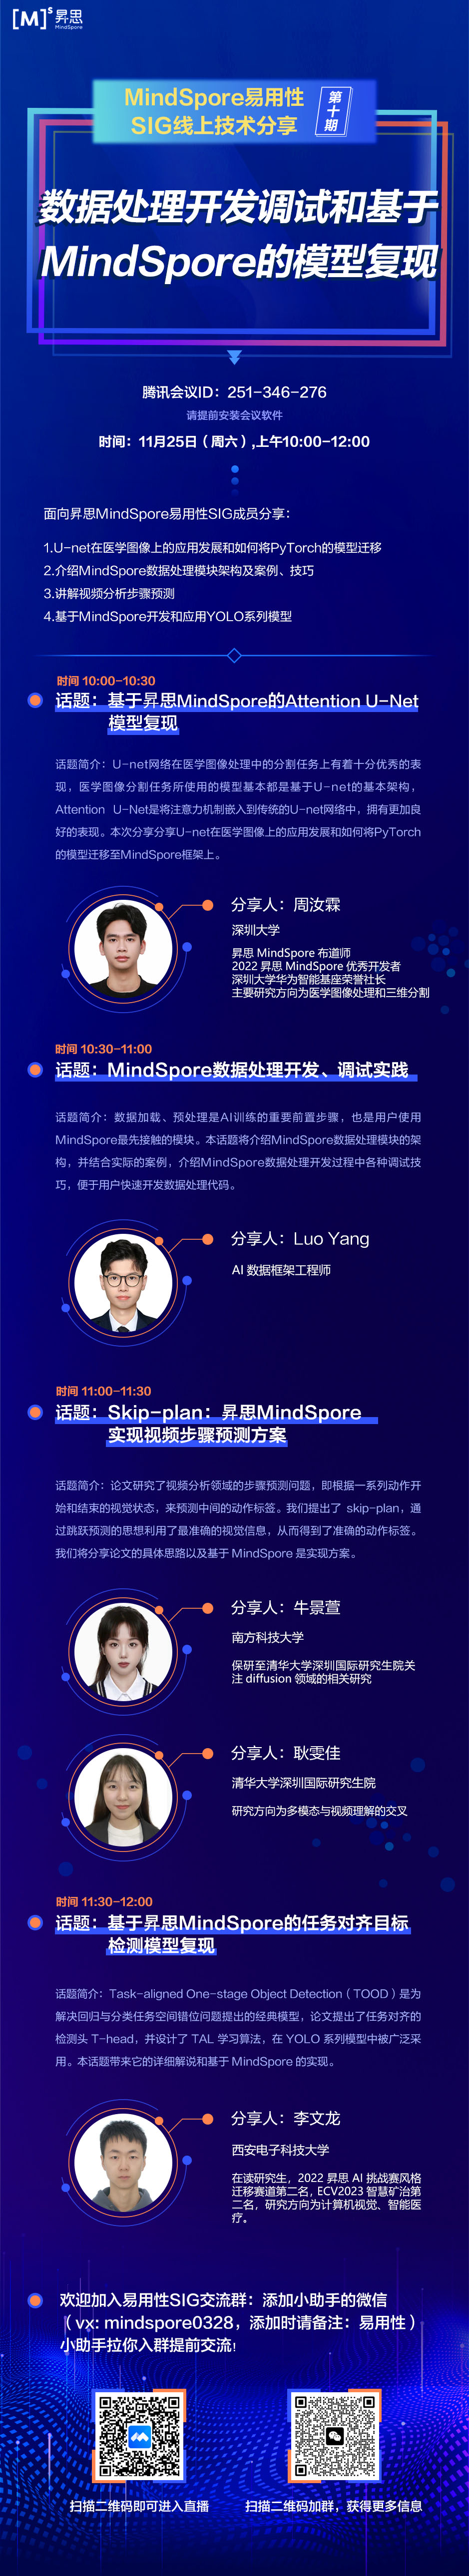 [M]s 昇思
MindSpore
MindSpore易用性
SIG线上技术分享
第十期
数据处理开发调试和基于
MindSpore的模型复现
腾讯会议ID：251-346-276
请提前安装会议软件
时间：11月25日（周六）,上午10:00-12:00
面向昇思MindSpore易用性SIG成员分享：
1.U-net在医学图像上的应用发展和如何将PyTorch的模型迁移
2.介绍MindSpore数据处理模块架构及案例、技巧
3.讲解视频分析步骤预测
4.基于MindSpore开发和应用YOLO系列模型
时间 10:00-10:30
话题：基于昇思MindSpore的Attention U-Net
模型复现
话题简介：U-net网络在医学图像处理中的分割任务上有着十分优秀的表
现，医学图像分割任务所使用的模型基本都是基于U-net的基本架构，
Attention U-Net是将注意力机制嵌入到传统的U-net网络中，拥有更加良
好的表现。本次分享分享U-net在医学图像上的应用发展和如何将PyTorch
的模型迁移至MindSpore框架上。
分享人：周汝霖
深圳大学
昇思 MindSpore 布道师
2022 昇思 MindSpore 优秀开发者
深圳大学华为智能基座荣誉社长
主要研究方向为医学图像处理和三维分割
时间 10:30-11:00
话题：MindSpore数据处理开发、调试实践
话题简介：数据加载、预处理是AI训练的重要前置步骤，也是用户使用
MindSpore最先接触的模块。本话题将介绍MindSpore数据处理模块的架
构，并结合实际的案例，介绍MindSpore数据处理开发过程中各种调试技
巧，便于用户快速开发数据处理代码。
分享人：Luo Yang
AI 数据框架工程师
时间 11:00-11:30
话题：Skip-plan：昇思MindSpore
实现视频步骤预测方案
话题简介：论文研究了视频分析领域的步骤预测问题，即根据一系列动作开
始和结束的视觉状态，来预测中间的动作标签。我们提出了 skip-plan，通
过跳跃预测的思想利用了最准确的视觉信息，从而得到了准确的动作标签。
我们将分享论文的具体思路以及基于 MindSpore 是实现方案。
分享人：牛景萱
南方科技大学
保研至清华大学深圳国际研究生院关
注 diffusion 领域的相关研究
分享人：耿雯佳
清华大学深圳国际研究生院
研究方向为多模态与视频理解的交叉
时间 11:30-12:00
话题：基于昇思MindSpore的任务对齐目标
检测模型复现
话题简介：Task-aligned One-stage Object Detection（TOOD）是为
解决回归与分类任务空间错位问题提出的经典模型，论文提出了任务对齐的
检测头 T-head，并设计了 TAL 学习算法，在 YOLO 系列模型中被广泛采
用。本话题带来它的详细解说和基于 MindSpore 的实现。
分享人：李文龙
西安电子科技大学
在读研究生，2022 昇思 AI 挑战赛风格
迁移赛道第二名，ECV2023 智慧矿治第
二名，研究方向为计算机视觉、智能医
疗。
欢迎加入易用性SIG交流群：添加小助手的微信
（vx: mindspore0328，添加时请备注：易用性）
小助手拉你入群提前交流！
扫描二维码即可进入直播
扫描二维码加群，获得更多信息